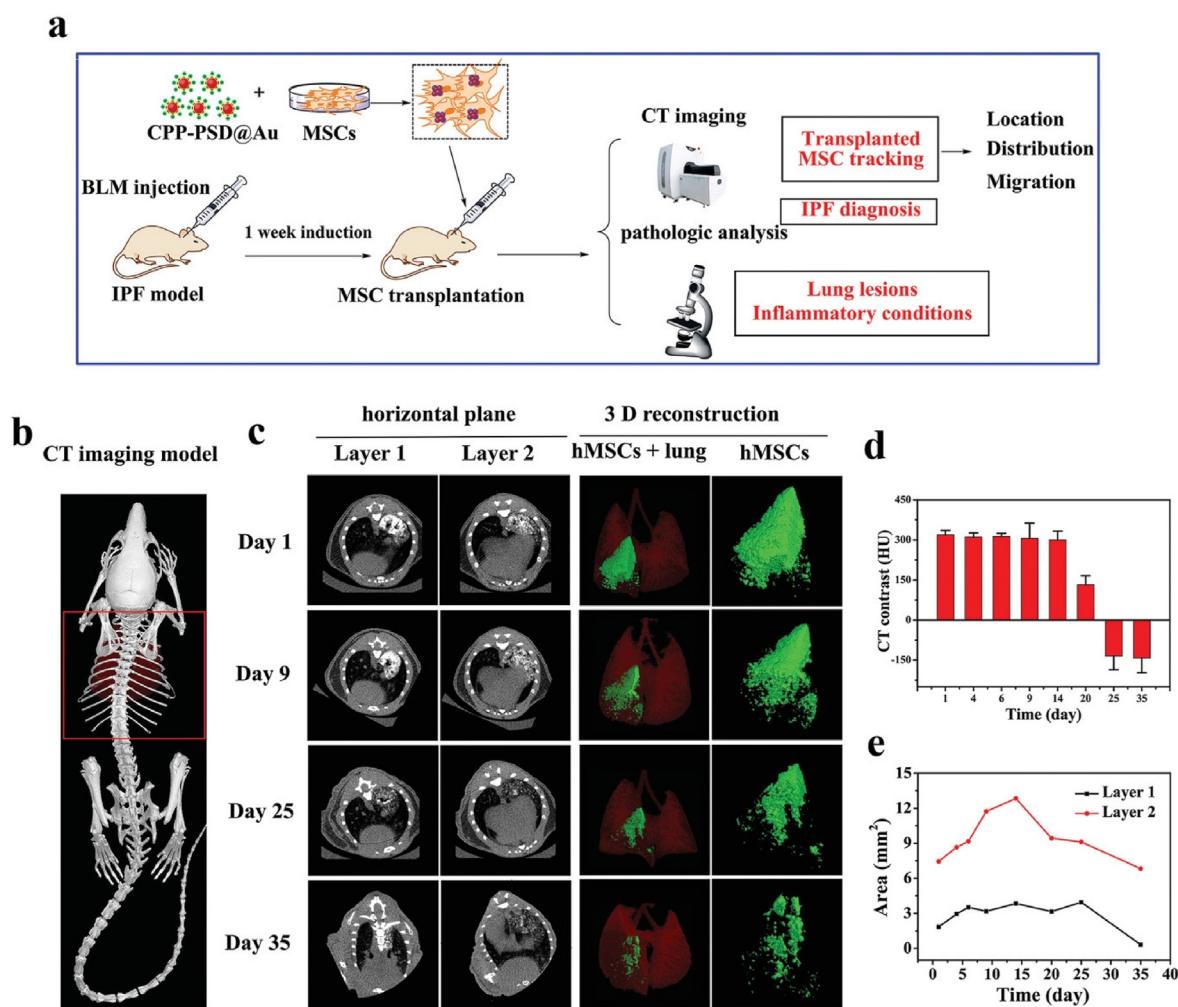 a
CPP-PSD@Au
+
MSCs
BLM injection
IPF model
1 week induction
MSC transplantation
CT imaging
pathologic analysis
Transplanted
MSC tracking
IPF diagnosis
Location
Distribution
Migration
Lung lesions
Inflammatory conditions
b
CT imaging model
c
horizontal plane
3 D reconstruction
Layer 1
Layer 2
hMSCs + lung
hMSCs
Day 1
Day 9
Day 25
Day 35
d
CT contrast (HU)
450
300
150
0
-150
1 4 6 9 14 20 25 35
Time (day)
e
Area (mm²)
15
12
9
6
3
0
Layer 1
Layer 2
0 5 10 15 20 25 30 35 40
Time (day)